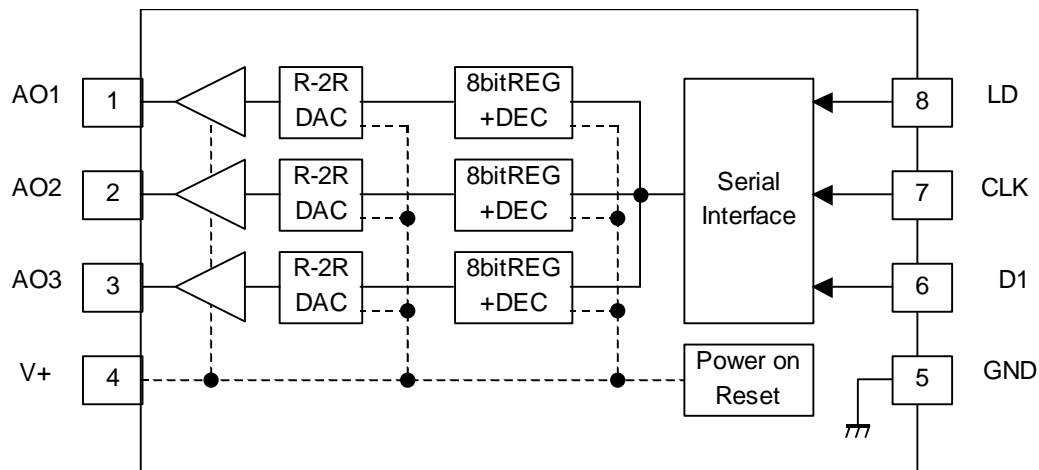 AO1
1
R-2R
DAC
8bitREG
+DEC
8
LD
AO2
2
R-2R
DAC
8bitREG
+DEC
Serial
Interface
7
CLK
AO3
3
R-2R
DAC
8bitREG
+DEC
6
D1
V+
4
Power on
Reset
5
GND